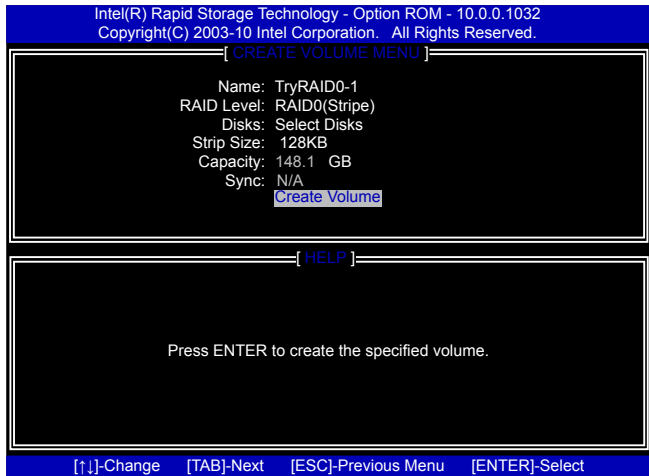 Intel(R) Rapid Storage Technology - Option ROM - 10.0.0.1032
Copyright(C) 2003-10 Intel Corporation. All Rights Reserved.
[ CREATE VOLUME MENU ]
Name: TryRAID0-1
RAID Level: RAID0(Stripe)
Disks: Select Disks
Strip Size: 128KB
Capacity: 148.1 GB
Sync: N/A
Create Volume
[ HELP ]
Press ENTER to create the specified volume.
[↑↓]-Change [TAB]-Next [ESC]-Previous Menu [ENTER]-Select